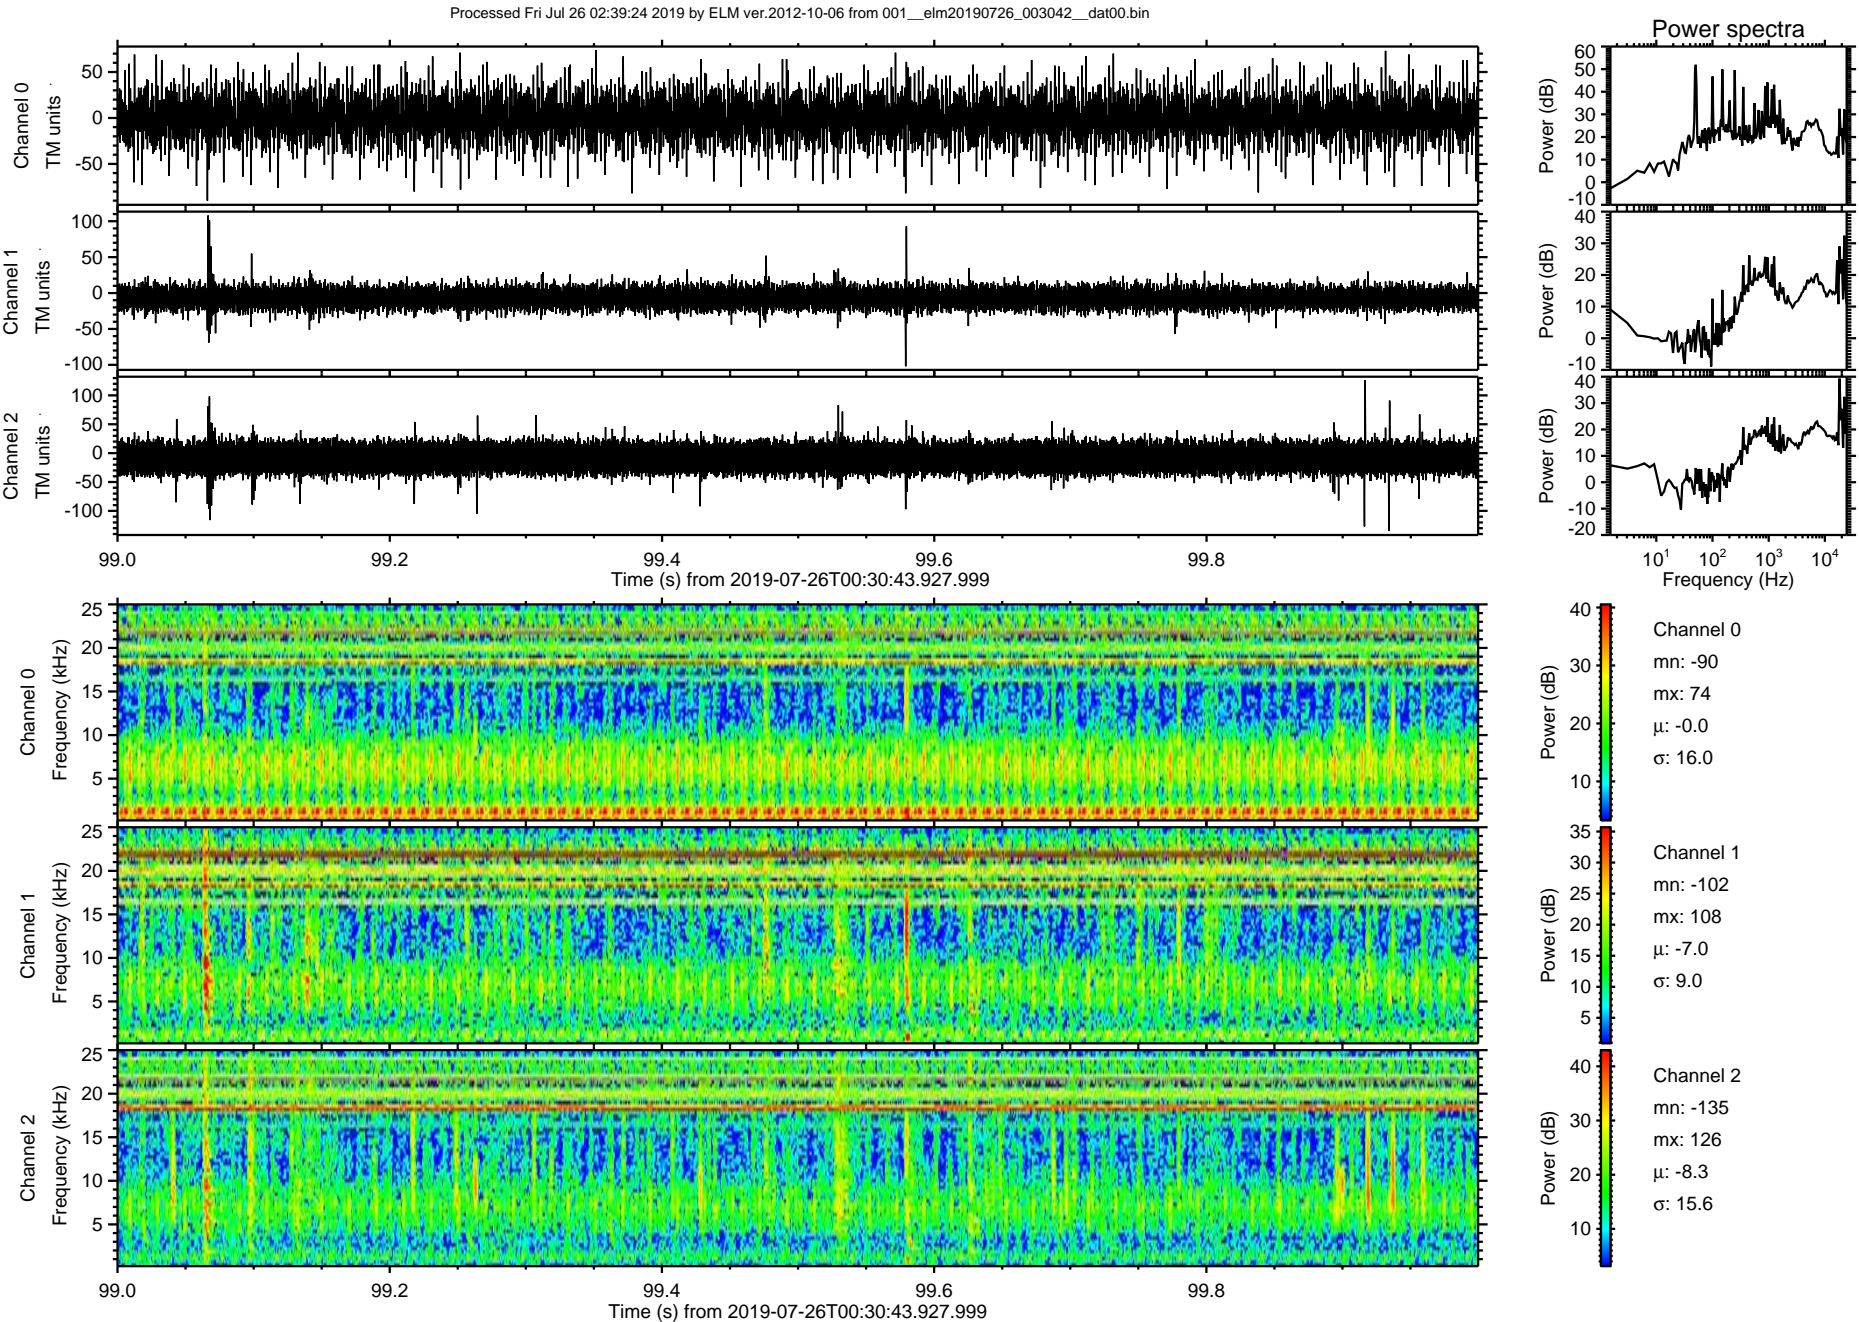 Processed Fri Jul 26 02:39:24 2019 by ELM ver.2012-10-06 from 001__elm20190726_003042__dat00.bin
Power spectra
Channel 0
TM units
50
0
-50
Power (dB)
60
50
40
30
20
10
0
-10
Channel 1
TM units
100
50
0
-50
-100
Power (dB)
40
30
20
10
0
-10
Channel 2
TM units
100
50
0
-50
-100
Power (dB)
40
30
20
10
0
-10
-20
99.0 99.2 99.4 99.6 99.8
Time (s) from 2019-07-26T00:30:43.927.999
10^1 10^2 10^3 10^4
Frequency (Hz)
Channel 0
Frequency (kHz)
25
20
15
10
5
Power (dB)
40
30
20
10
Channel 0
mn: -90
mx: 74
μ: -0.0
σ: 16.0
Channel 1
Frequency (kHz)
25
20
15
10
5
Power (dB)
35
30
25
20
15
10
5
Channel 1
mn: -102
mx: 108
μ: -7.0
σ: 9.0
Channel 2
Frequency (kHz)
25
20
15
10
5
Power (dB)
40
30
20
10
Channel 2
mn: -135
mx: 126
μ: -8.3
σ: 15.6
99.0 99.2 99.4 99.6 99.8
Time (s) from 2019-07-26T00:30:43.927.999